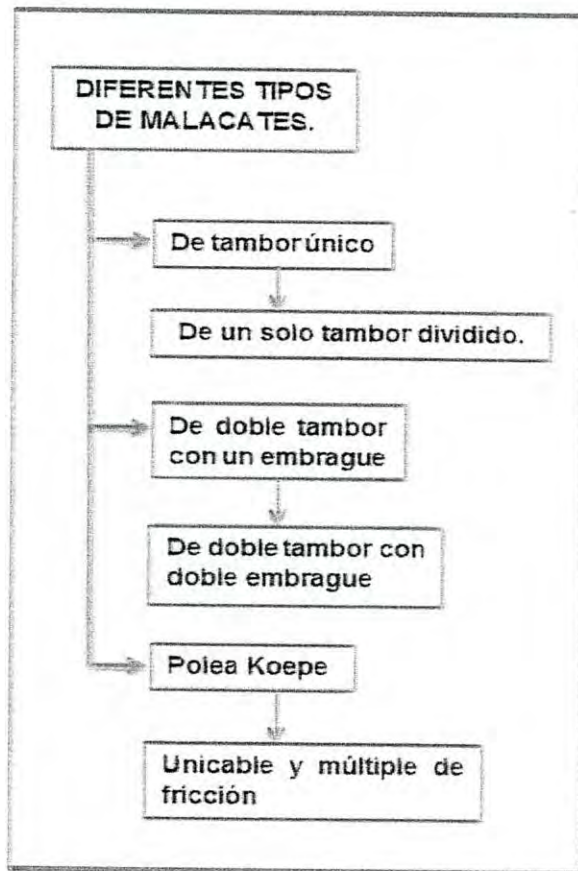 DIFERENTES TIPOS
DE MALACATES.
De tambor único
De un solo tambor dividido.
De doble tambor
con un embrague
De doble tambor con
doble embrague
Polea Koepe
Unicable y múltiple de
fricción